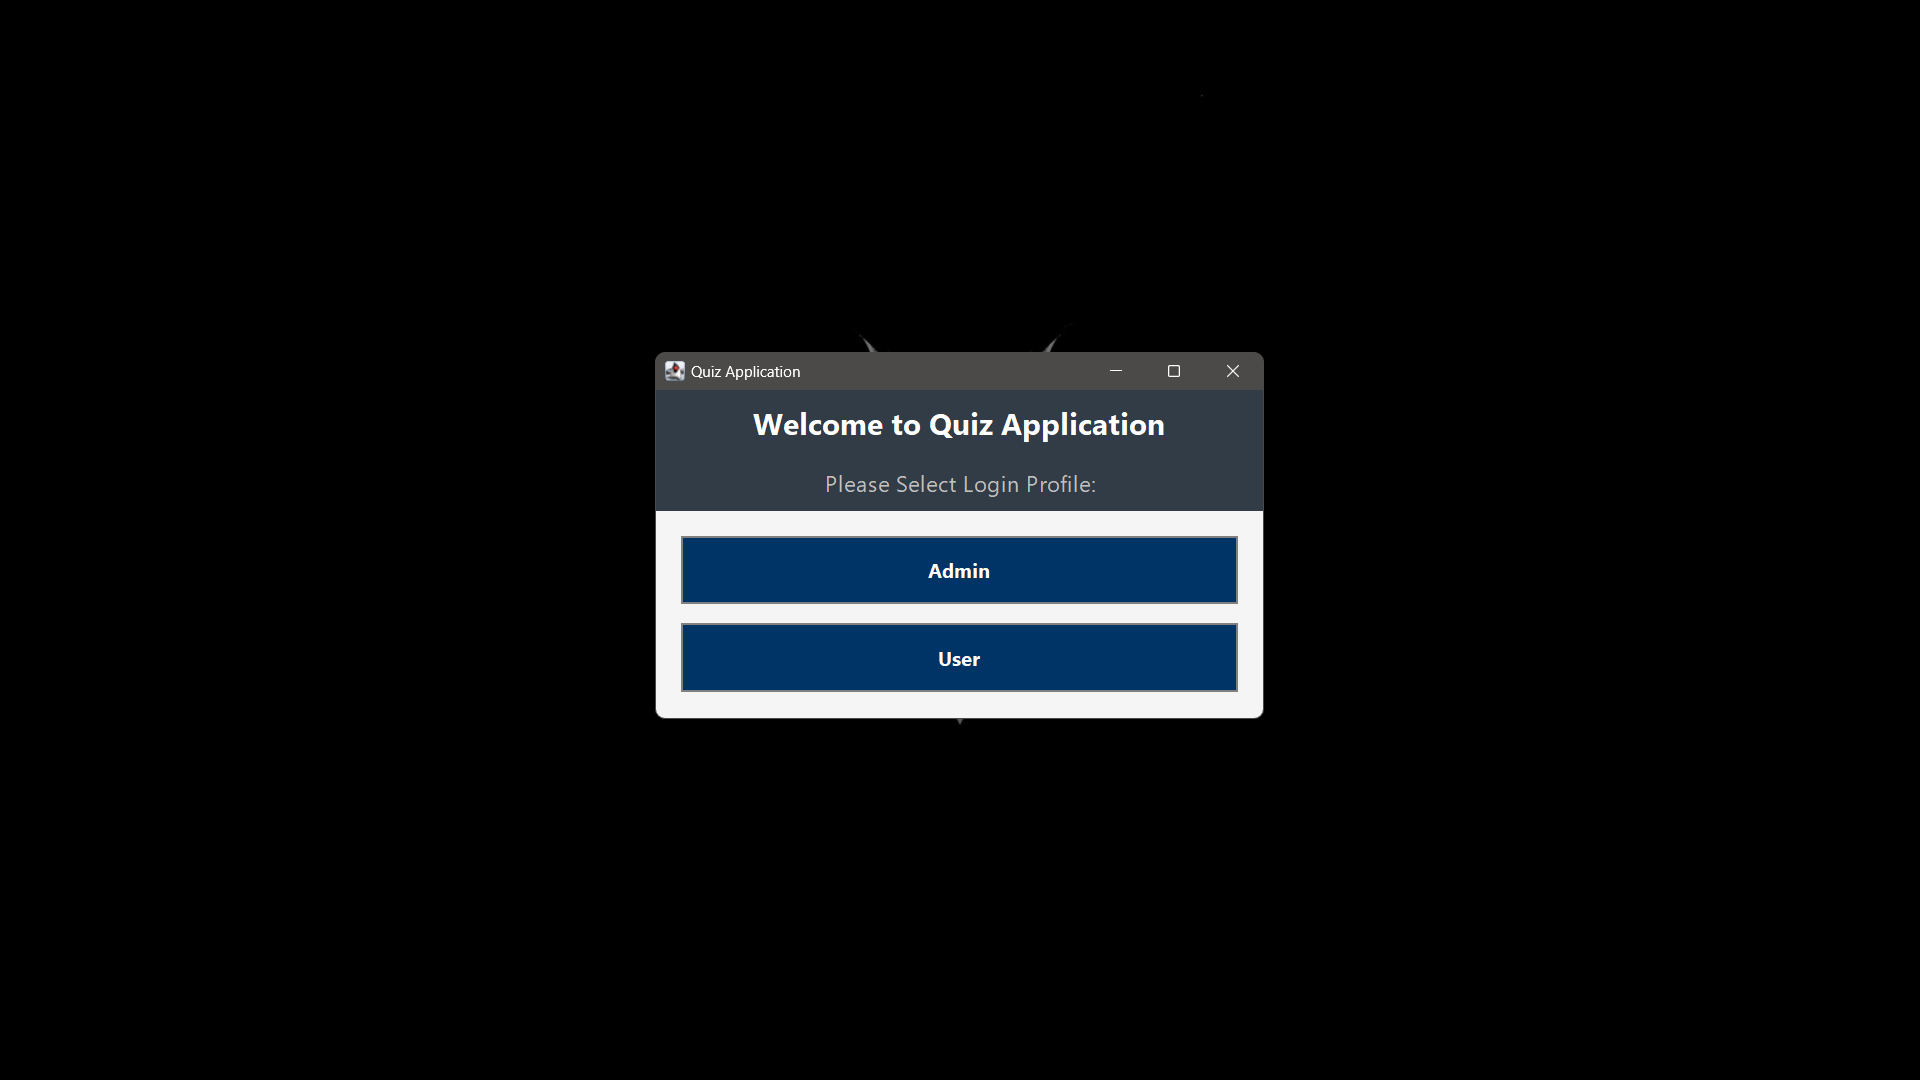 Quiz Application
Welcome to Quiz Application
Please Select Login Profile:
Admin
User